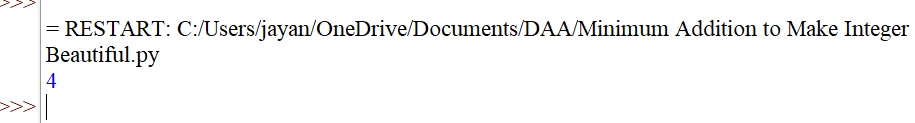 >>>
= RESTART: C:/Users/jayan/OneDrive/Documents/DAA/Minimum Addition to Make Integer
Beautiful.py
4
>>>